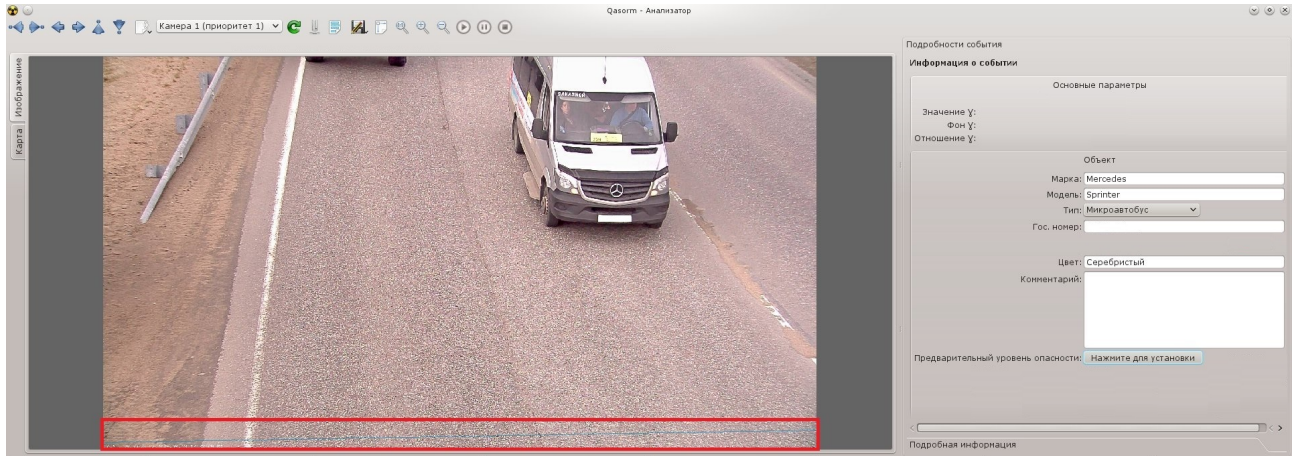 Qasorm - Анализатор
Камера 1 (приоритет 1)
Изображение
Карта
Подробности события
Информация о событии
Основные параметры
Значение γ:
Фон γ:
Отношение γ:
Объект
Марка: Mercedes
Модель: Sprinter
Тип: Микроавтобус
Гос. номер:
Цвет: Серебристый
Комментарий:
Предварительный уровень опасности: Нажмите для установки
Подробная информация
ЗАКАЗНОЙ